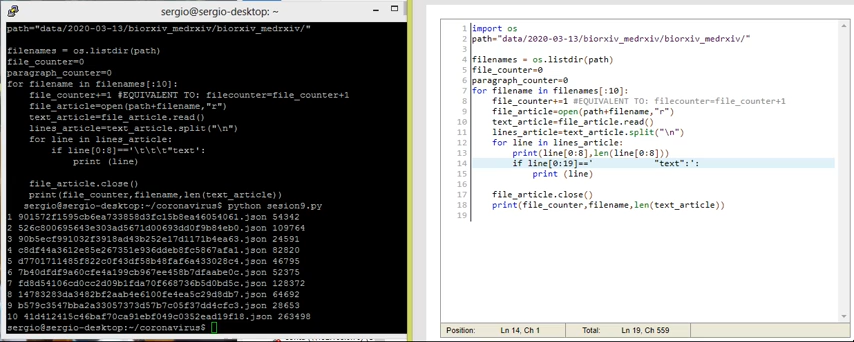 sergio@sergio-desktop: ~
path="data/2020-03-13/biorxiv_medrxiv/biorxiv_medrxiv/"
filenames = os.listdir(path)
file_counter=0
paragraph_counter=0
for filename in filenames[:10]:
    file_counter+=1 #EQUIVALENT TO: filecounter=file_counter+1
    file_article=open(path+filename,"r")
    text_article=file_article.read()
    lines_article=text_article.split("\n")
    for line in lines_article:
        if line[0:8]=='\t\t\t"text':
            print (line)
    file_article.close()
    print(file_counter,filename,len(text_article))
sergio@sergio-desktop:~/coronavirus$ python sesion9.py
1 901572f1595cb6ea733858d3fc15b8ea46054061.json 54342
2 526c800695643e303ad5671d00693dd0f9b84eb0.json 109764
3 90b5ecf991032f3918ad43b252e17d1171b4ea63.json 24591
4 c8df44a3612e85e267351e936ddeb8fc5867afa1.json 82820
5 d7701711485f822c0f43df58b48faf6a433028c4.json 46795
6 7b40dfdf9a60cfe4a199cb967ee458b7dfaabe0c.json 52375
7 fd8d54106cd0cc2d09b1fda70f668736b5d0bd5c.json 128372
8 14783283da3482bf2aab4e6100fe4ea5c29d8db7.json 64692
9 b579c3547bba2a33057373d57b7c05f37dd4cfc3.json 28653
10 41d412415c46baf70ca91ebf049c0352ead19f18.json 263498
sergio@sergio-desktop:~/coronavirus$
1 import os
2 path="data/2020-03-13/biorxiv_medrxiv/biorxiv_medrxiv/"
3
4 filenames = os.listdir(path)
5 file_counter=0
6 paragraph_counter=0
7 for filename in filenames[:10]:
8     file_counter+=1 #EQUIVALENT TO: filecounter=file_counter+1
9     file_article=open(path+filename,"r")
10     text_article=file_article.read()
11     lines_article=text_article.split("\n")
12     for line in lines_article:
13         print(line[0:8],len(line[0:8]))
14         if line[0:19]=='            "text":':
15             print (line)
16
17     file_article.close()
18     print(file_counter,filename,len(text_article))
19
Position: Ln 14, Ch 1 Total: Ln 19, Ch 559